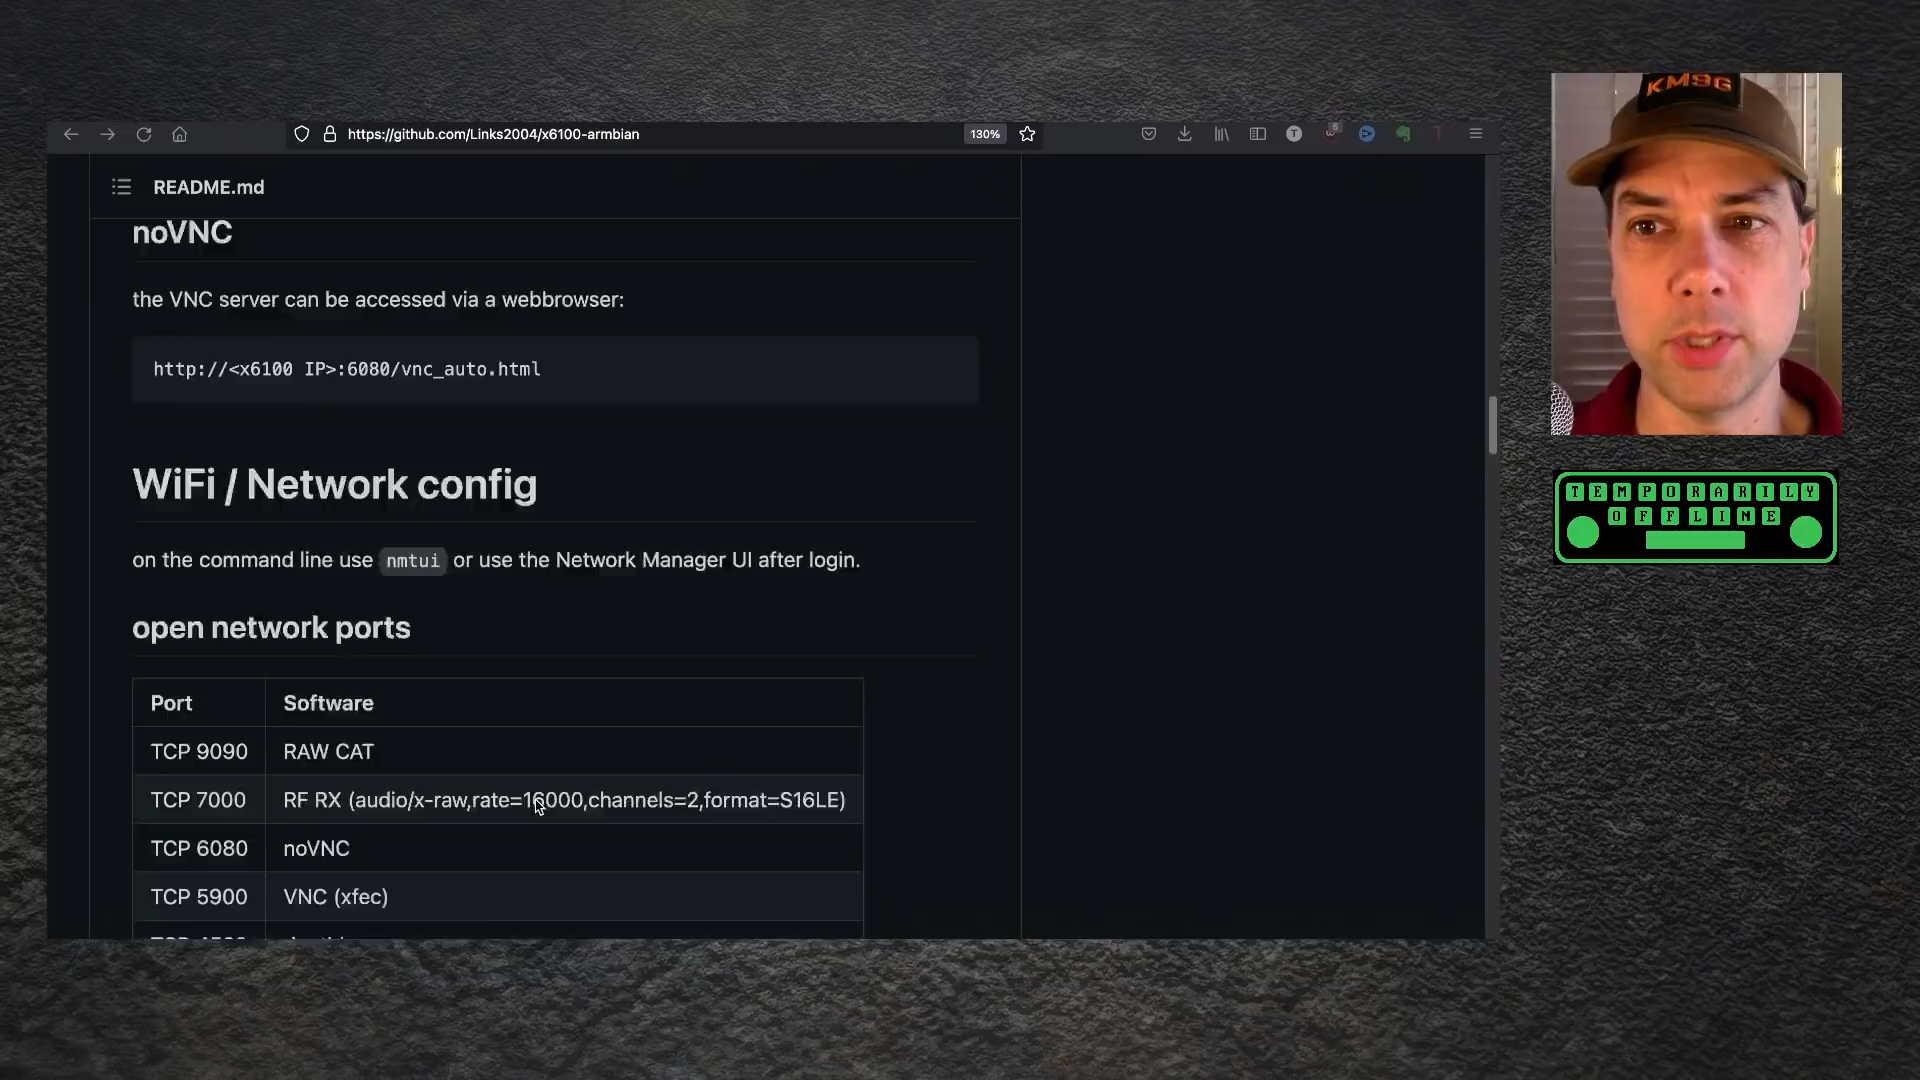 https://github.com/Links2004/x6100-armbian
130%
README.md
noVNC
the VNC server can be accessed via a webbrowser:
http://<x6100 IP>:6080/vnc_auto.html
WiFi / Network config
on the command line use nmtui or use the Network Manager UI after login.
open network ports
Port Software
TCP 9090 RAW CAT
TCP 7000 RF RX (audio/x-raw,rate=16000,channels=2,format=S16LE)
TCP 6080 noVNC
TCP 5900 VNC (xfec)
KM9G
TEMPORARILY
OFFLINE